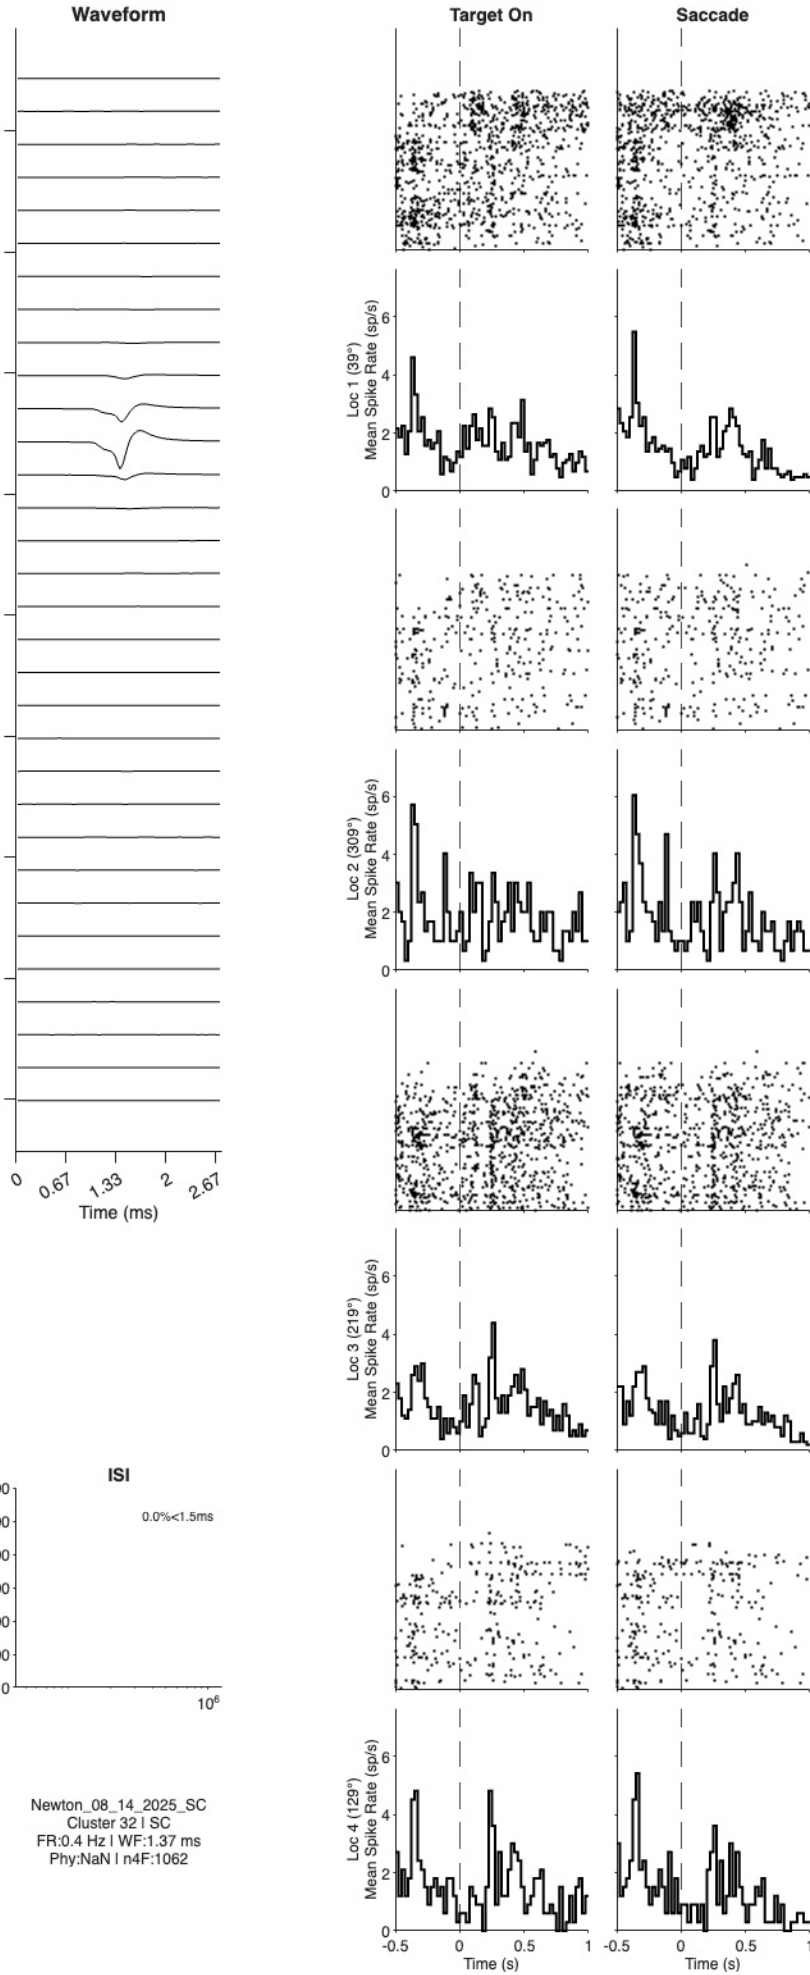 Waveform
Target On
Saccade
6
4
2
0
Loc 1 (39°)
Mean Spike Rate (sp/s)
6
4
2
0
Loc 2 (309°)
Mean Spike Rate (sp/s)
0
0.67
1.33
2
2.67
Time (ms)
6
4
2
0
Loc 3 (219°)
Mean Spike Rate (sp/s)
ISI
0.0%<1.5ms
0
10⁶
6
4
2
0
Loc 4 (129°)
Mean Spike Rate (sp/s)
-0.5 0 0.5 1
Time (s)
-0.5 0 0.5 1
Time (s)
Newton_08_14_2025_SC
Cluster 32 | SC
FR:0.4 Hz | WF:1.37 ms
Phy:NaN | n4F:1062